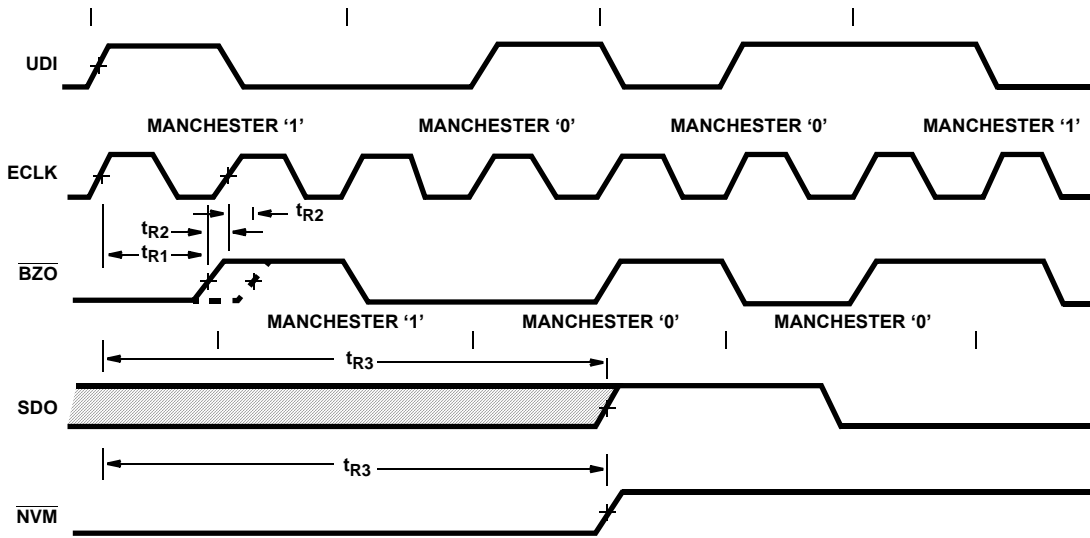 UDI
MANCHESTER ‘1’ MANCHESTER ‘0’ MANCHESTER ‘0’ MANCHESTER ‘1’
ECLK
tR2
tR2
tR1
BZO
MANCHESTER ‘1’ MANCHESTER ‘0’ MANCHESTER ‘0’
tR3
SDO
tR3
NVM